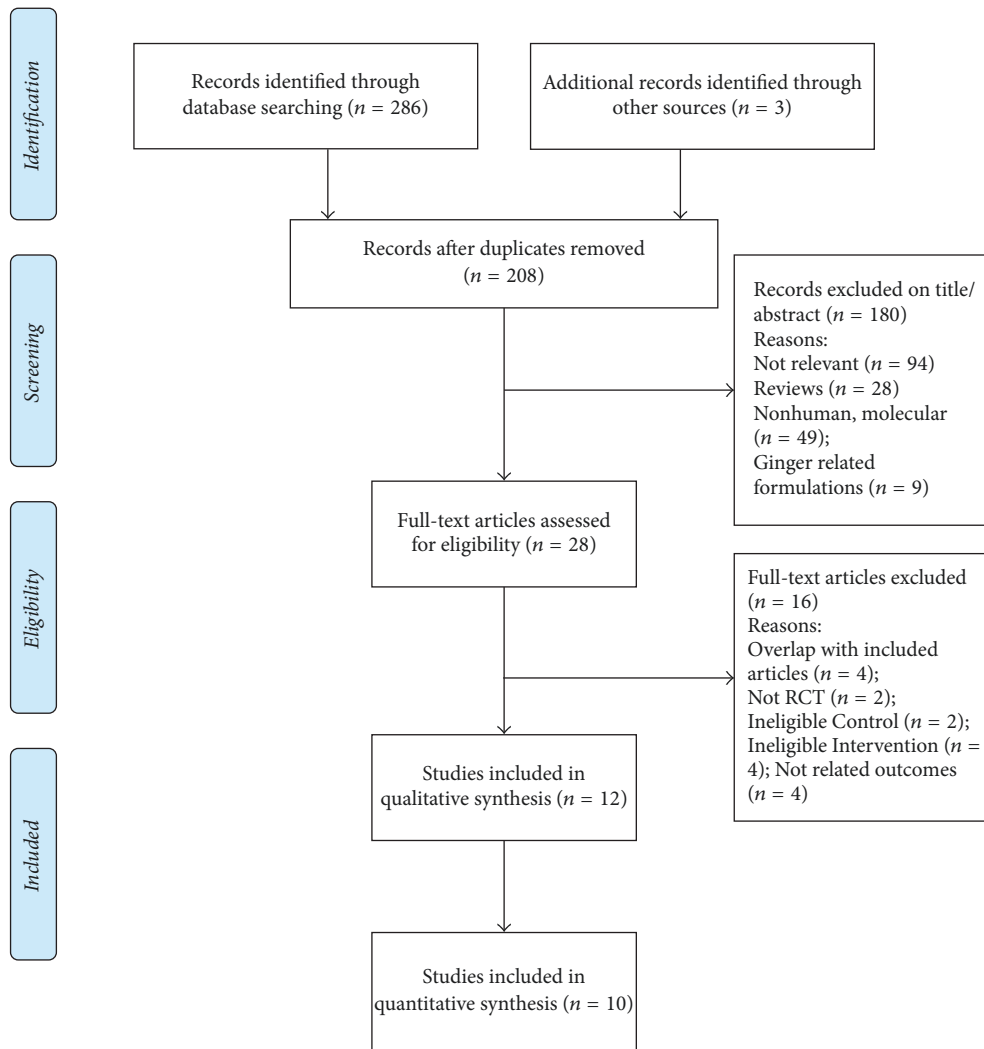 Identification
Records identified through
database searching (n = 286)
Additional records identified through
other sources (n = 3)
Records after duplicates removed
(n = 208)
Screening
Records excluded on title/
abstract (n = 180)
Reasons:
Not relevant (n = 94)
Reviews (n = 28)
Nonhuman, molecular
(n = 49);
Ginger related
formulations (n = 9)
Full-text articles assessed
for eligibility (n = 28)
Eligibility
Full-text articles excluded
(n = 16)
Reasons:
Overlap with included
articles (n = 4);
Not RCT (n = 2);
Ineligible Control (n = 2);
Ineligible Intervention (n =
4); Not related outcomes
(n = 4)
Studies included in
qualitative synthesis (n = 12)
Included
Studies included in
quantitative synthesis (n = 10)